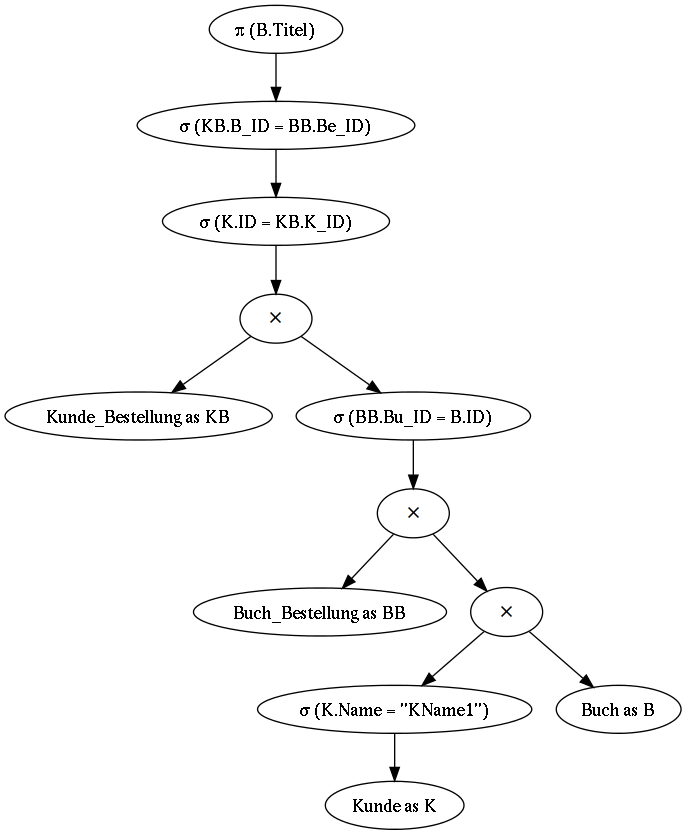 π (B.Titel)
σ (KB.B_ID = BB.Be_ID)
σ (K.ID = KB.K_ID)
×
Kunde_Bestellung as KB
σ (BB.Bu_ID = B.ID)
×
Buch_Bestellung as BB
×
σ (K.Name = "KName1")
Buch as B
Kunde as K